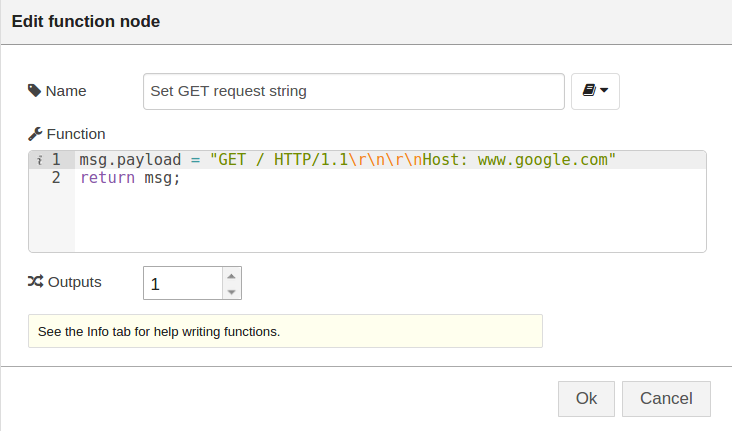 Edit function node
Name
Set GET request string
Function
i 1 msg.payload = "GET / HTTP/1.1\r\n\r\nHost: www.google.com"
2 return msg;
Outputs
1
See the Info tab for help writing functions.
Ok Cancel